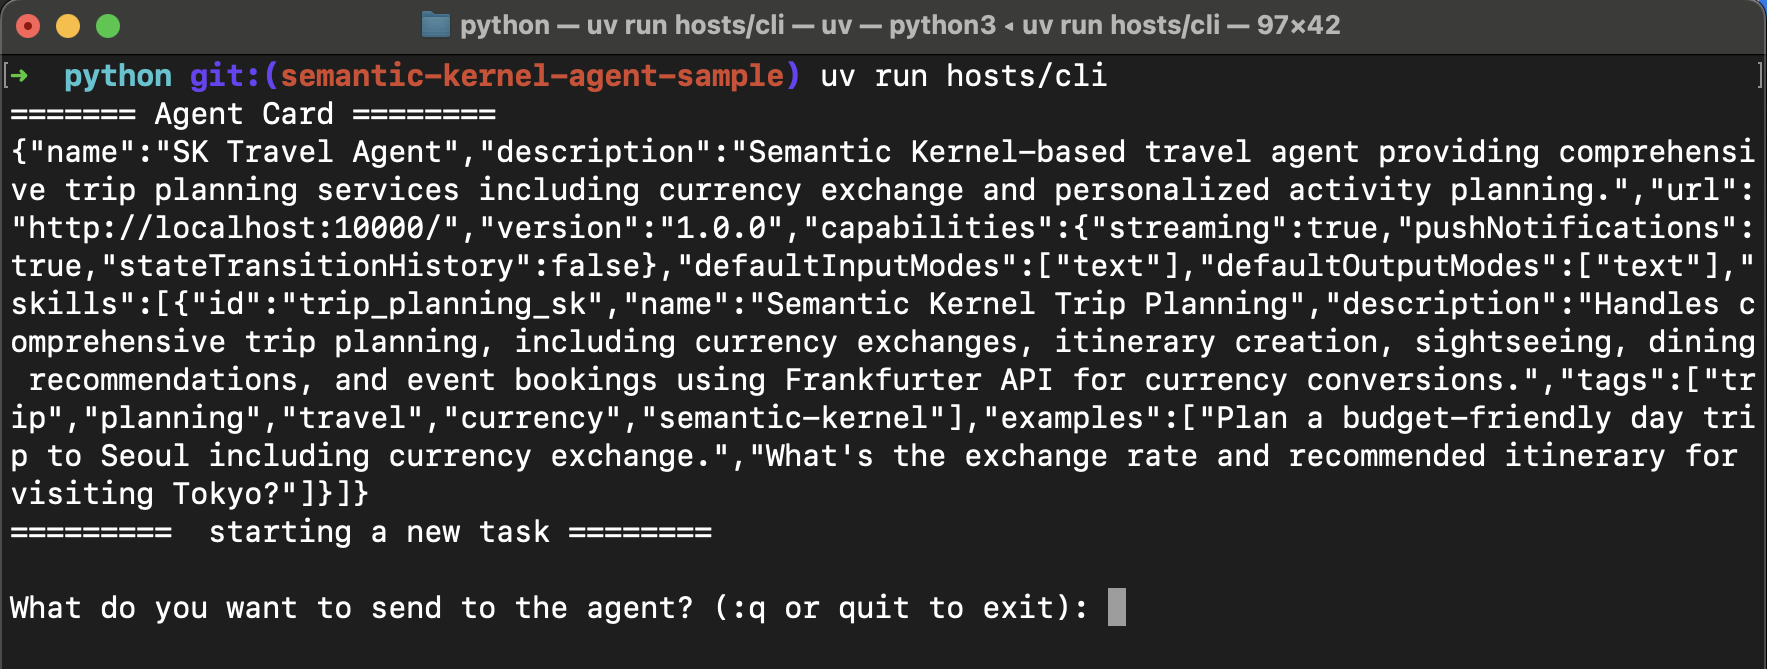 python — uv run hosts/cli — uv — python3 ◂ uv run hosts/cli — 97×42
[➜  python git:(semantic-kernel-agent-sample) uv run hosts/cli ]
======= Agent Card ========
{"name":"SK Travel Agent","description":"Semantic Kernel-based travel agent providing comprehensi
ve trip planning services including currency exchange and personalized activity planning.","url":
"http://localhost:10000/","version":"1.0.0","capabilities":{"streaming":true,"pushNotifications":
true,"stateTransitionHistory":false},"defaultInputModes":["text"],"defaultOutputModes":["text"],"
skills":[{"id":"trip_planning_sk","name":"Semantic Kernel Trip Planning","description":"Handles c
omprehensive trip planning, including currency exchanges, itinerary creation, sightseeing, dining
 recommendations, and event bookings using Frankfurter API for currency conversions.","tags":["tr
ip","planning","travel","currency","semantic-kernel"],"examples":["Plan a budget-friendly day tri
p to Seoul including currency exchange.","What's the exchange rate and recommended itinerary for 
visiting Tokyo?"]}]}
=========  starting a new task ========
What do you want to send to the agent? (:q or quit to exit):